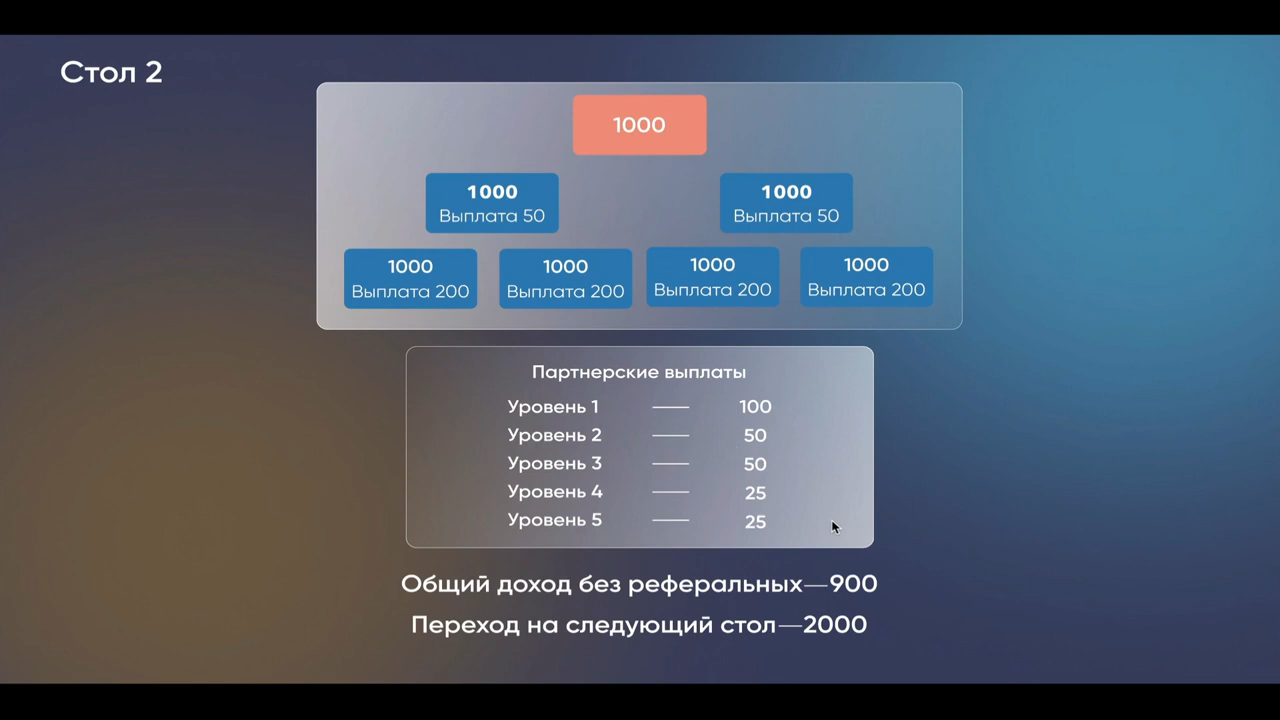 Стол 2
1000
1000
Выплата 50
1000
Выплата 50
1000
Выплата 200
1000
Выплата 200
1000
Выплата 200
1000
Выплата 200
Партнерские выплаты
Уровень 1 — 100
Уровень 2 — 50
Уровень 3 — 50
Уровень 4 — 25
Уровень 5 — 25
Общий доход без реферальных—900
Переход на следующий стол—2000